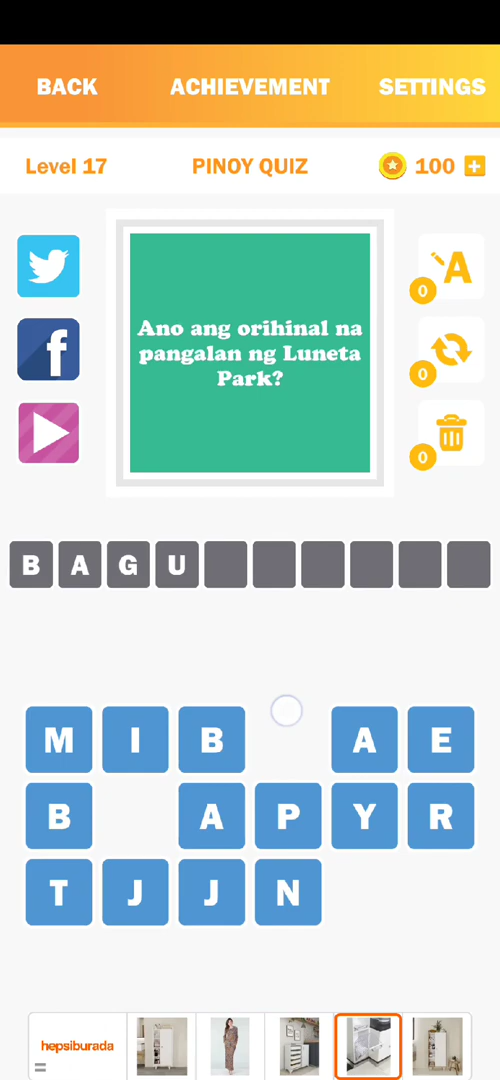 BACK ACHIEVEMENT SETTINGS
Level 17 PINOY QUIZ 100
0
Ano ang orihinal na
pangalan ng Luneta
Park?
0
0
B A G U
M I B A E
B A P Y R
T J J N
hepsiburada